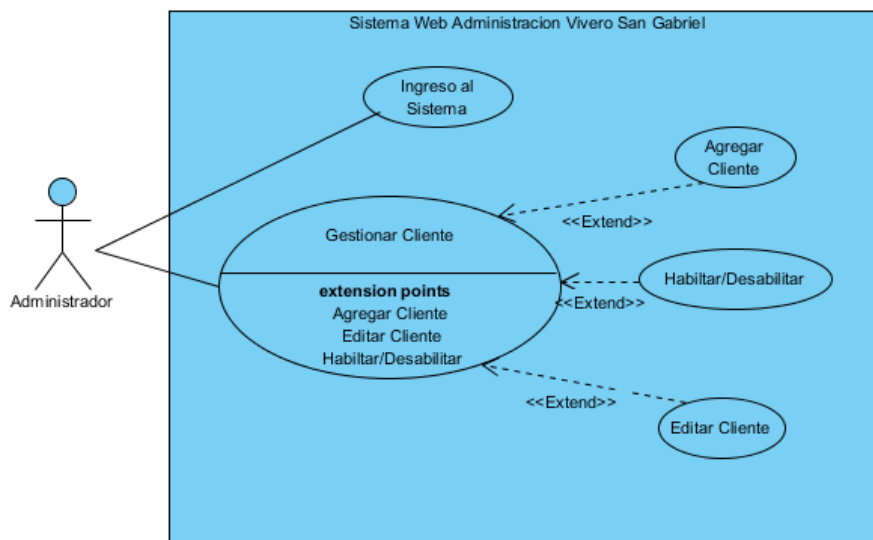 Sistema Web Administracion Vivero San Gabriel
Ingreso al
Sistema
Agregar
Cliente
<<Extend>>
Gestionar Cliente
Habiltar/Desabilitar
<<Extend>>
extension points
Agregar Cliente
Editar Cliente
Habiltar/Desabilitar
Administrador
<<Extend>>
Editar Cliente